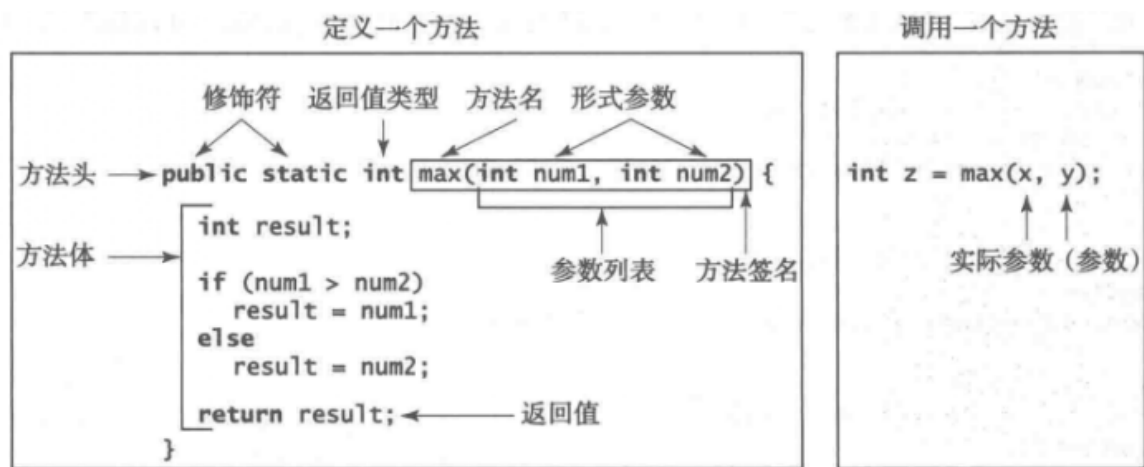 定义一个方法
调用一个方法
修饰符 返回值类型 方法名 形式参数
方法头 public static int max(int num1, int num2) {
int result;
方法体
参数列表 方法签名
if (num1 > num2)
result = num1;
else
result = num2;
return result; 返回值
}
int z = max(x, y);
实际参数(参数)